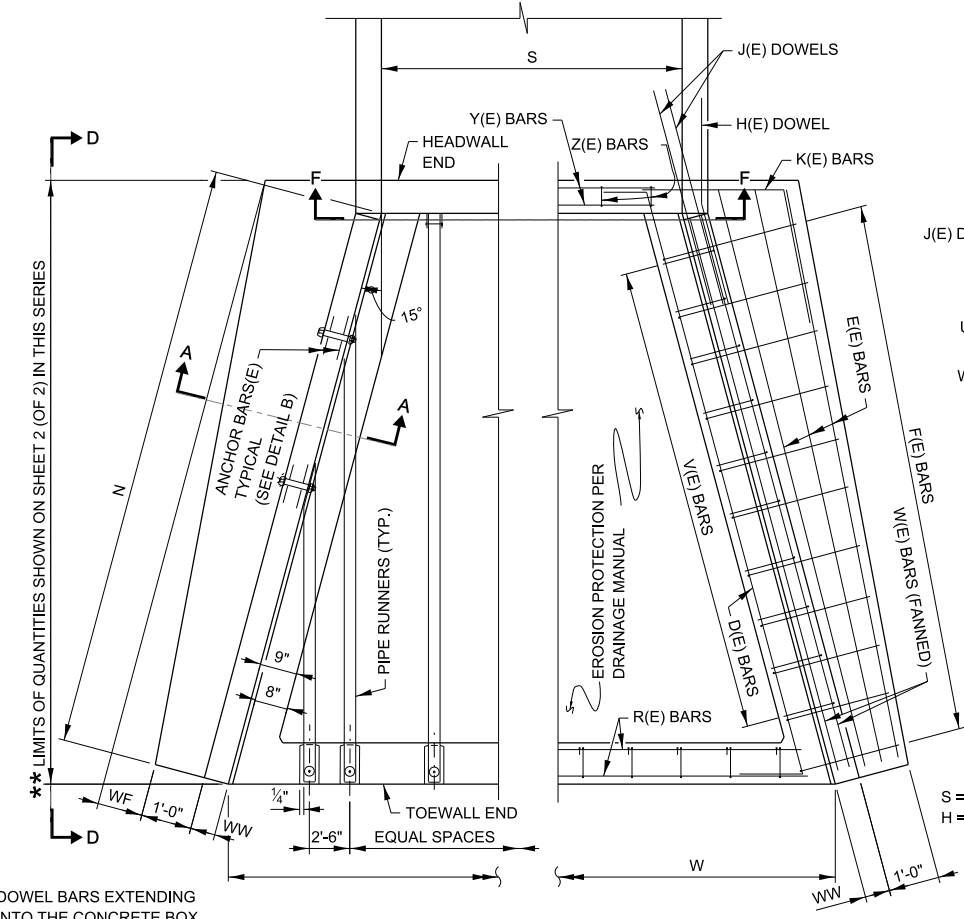 S
J(E) DOWELS
Y(E) BARS
H(E) DOWEL
D
HEADWALL
END
Z(E) BARS
K(E) BARS
F
F
J(E) D
15°
A
A
ANCHOR BARS(E)
TYPICAL
(SEE DETAIL B)
** LIMITS OF QUANTITIES SHOWN ON SHEET 2 (OF 2) IN THIS SERIES
N
PIPE RUNNERS (TYP.)
EROSION PROTECTION PER
DRAINAGE MANUAL
V(E) BARS
D(E) BARS
E(E) BARS
F(E) BARS
W(E) BARS (FANNED)
U
W
9"
8"
R(E) BARS
¼"
TOEWALL END
2'-6"
EQUAL SPACES
WF
1'-0"
WW
D
W
WW
1'-0"
S =
H =
DOWEL BARS EXTENDING
NTO THE CONCRETE BOX